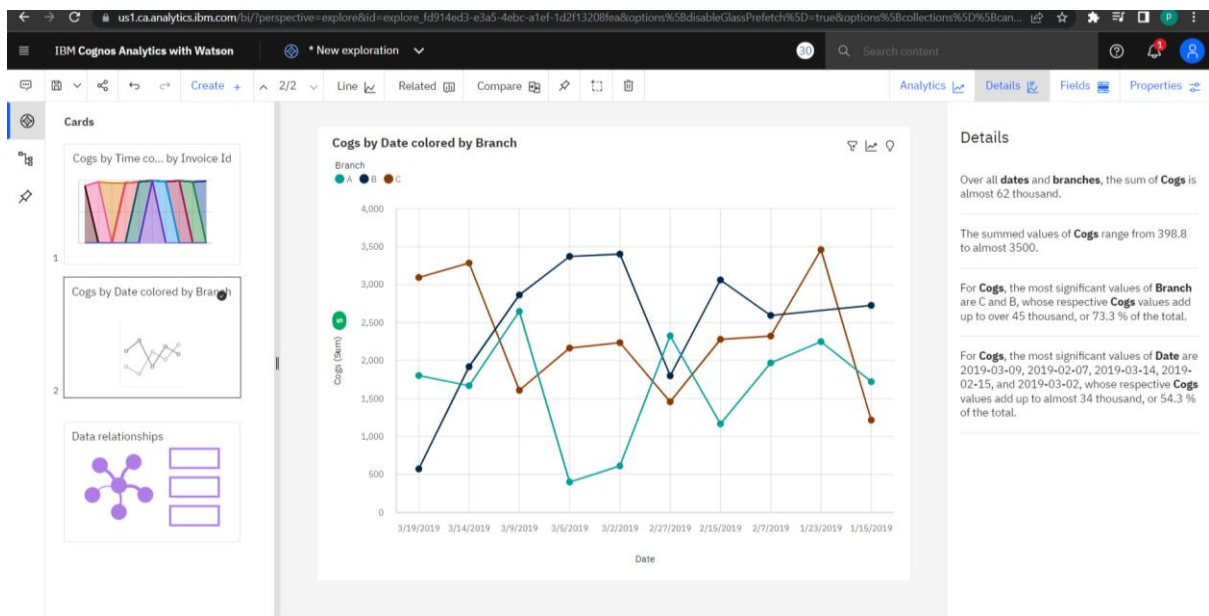 us1.ca.analytics.ibm.com/bi/?perspective=explore&id=explore_fd914ed3-e3a5-4ebc-a1ef-1d2f13208fea&options%5BdisableGlassPrefetch%5D=true&options%5Bcollections%5D%5Bcan...
P
IBM Cognos Analytics with Watson
* New exploration
30
Search content
Create +
2/2
Line
Related
Compare
Analytics
Details
Fields
Properties
Cards
Cogs by Time co... by Invoice Id
1
Cogs by Date colored by Branch
2
Data relationships
Cogs by Date colored by Branch
Branch
A B C
4,000
3,500
3,000
2,500
2,000
1,500
1,000
500
0
Cogs (Sum)
3/19/2019 3/14/2019 3/9/2019 3/5/2019 3/2/2019 2/27/2019 2/15/2019 2/7/2019 1/23/2019 1/15/2019
Date
Details
Over all dates and branches, the sum of Cogs is
almost 62 thousand.
The summed values of Cogs range from 398.8
to almost 3500.
For Cogs, the most significant values of Branch
are C and B, whose respective Cogs values add
up to over 45 thousand, or 73.3 % of the total.
For Cogs, the most significant values of Date are
2019-03-09, 2019-02-07, 2019-03-14, 2019-
02-15, and 2019-03-02, whose respective Cogs
values add up to almost 34 thousand, or 54.3 %
of the total.